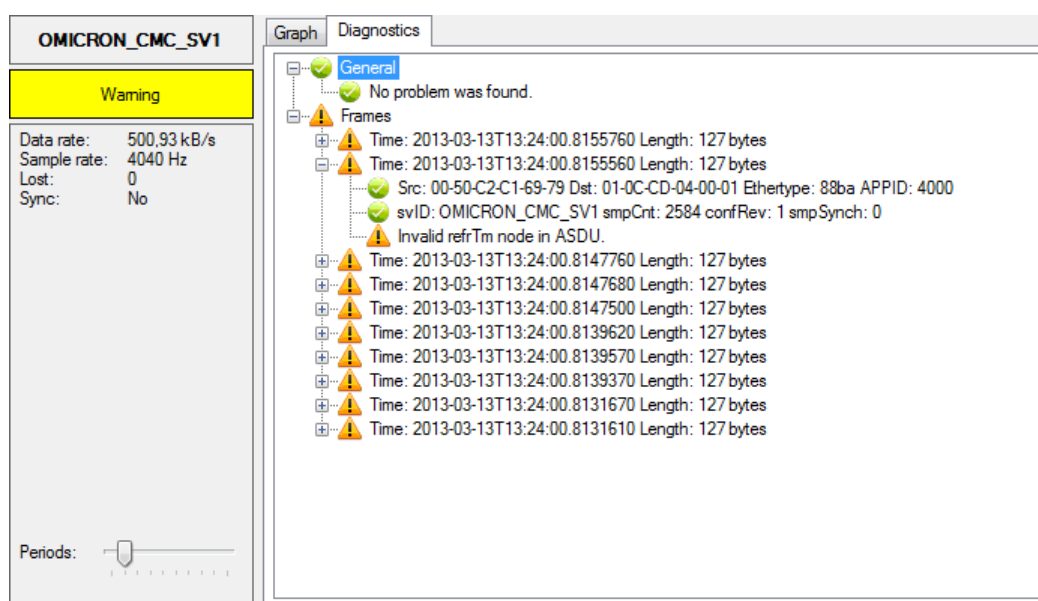 OMICRON_CMC_SV1
Warning
Data rate: 500,93 kB/s
Sample rate: 4040 Hz
Lost: 0
Sync: No
Periods:
Graph Diagnostics
General
No problem was found.
Frames
Time: 2013-03-13T13:24:00.8155760 Length: 127 bytes
Time: 2013-03-13T13:24:00.8155560 Length: 127 bytes
Src: 00-50-C2-C1-69-79 Dst: 01-0C-CD-04-00-01 Ethertype: 88ba APPID: 4000
svID: OMICRON_CMC_SV1 smpCnt: 2584 confRev: 1 smpSynch: 0
Invalid refrTm node in ASDU.
Time: 2013-03-13T13:24:00.8147760 Length: 127 bytes
Time: 2013-03-13T13:24:00.8147680 Length: 127 bytes
Time: 2013-03-13T13:24:00.8147500 Length: 127 bytes
Time: 2013-03-13T13:24:00.8139620 Length: 127 bytes
Time: 2013-03-13T13:24:00.8139570 Length: 127 bytes
Time: 2013-03-13T13:24:00.8139370 Length: 127 bytes
Time: 2013-03-13T13:24:00.8131670 Length: 127 bytes
Time: 2013-03-13T13:24:00.8131610 Length: 127 bytes